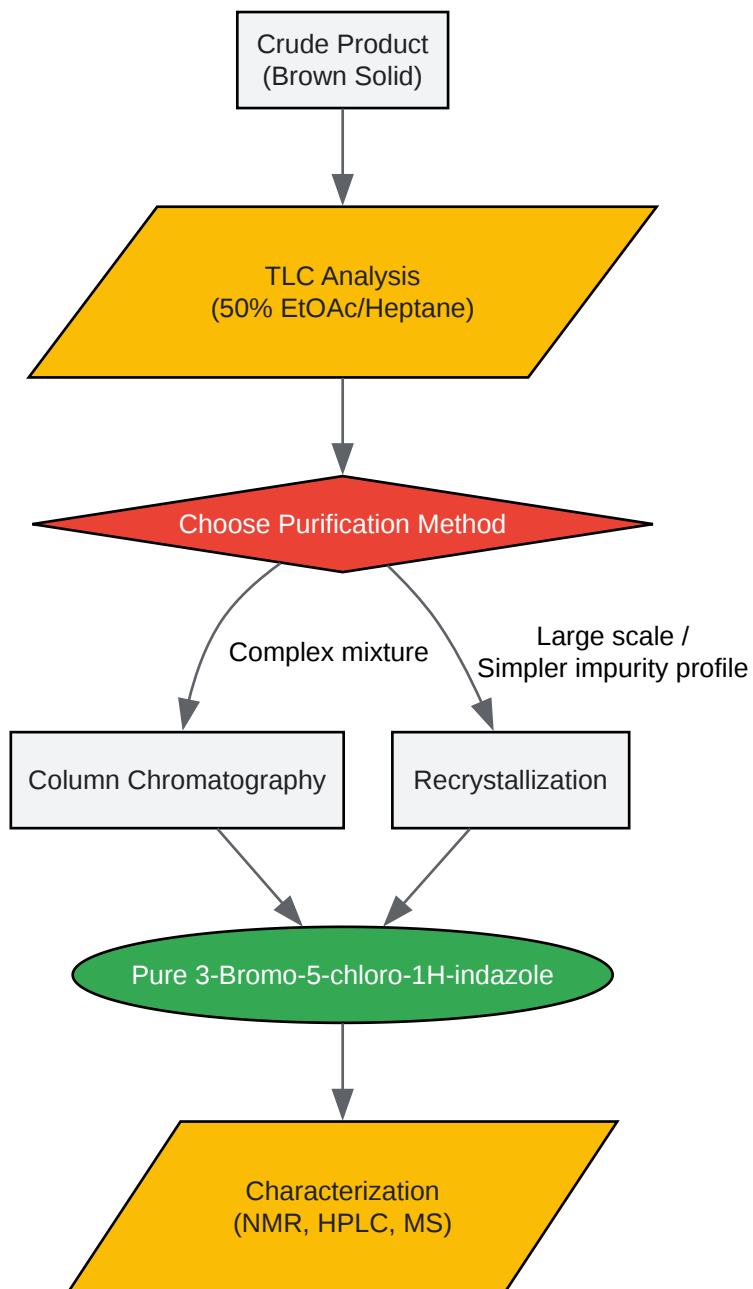 Crude Product
(Brown Solid)
TLC Analysis
(50% EtOAc/Heptane)
Choose Purification Method
Complex mixture
Large scale /
Simpler impurity profile
Column Chromatography
Recrystallization
Pure 3-Bromo-5-chloro-1H-indazole
Characterization
(NMR, HPLC, MS)